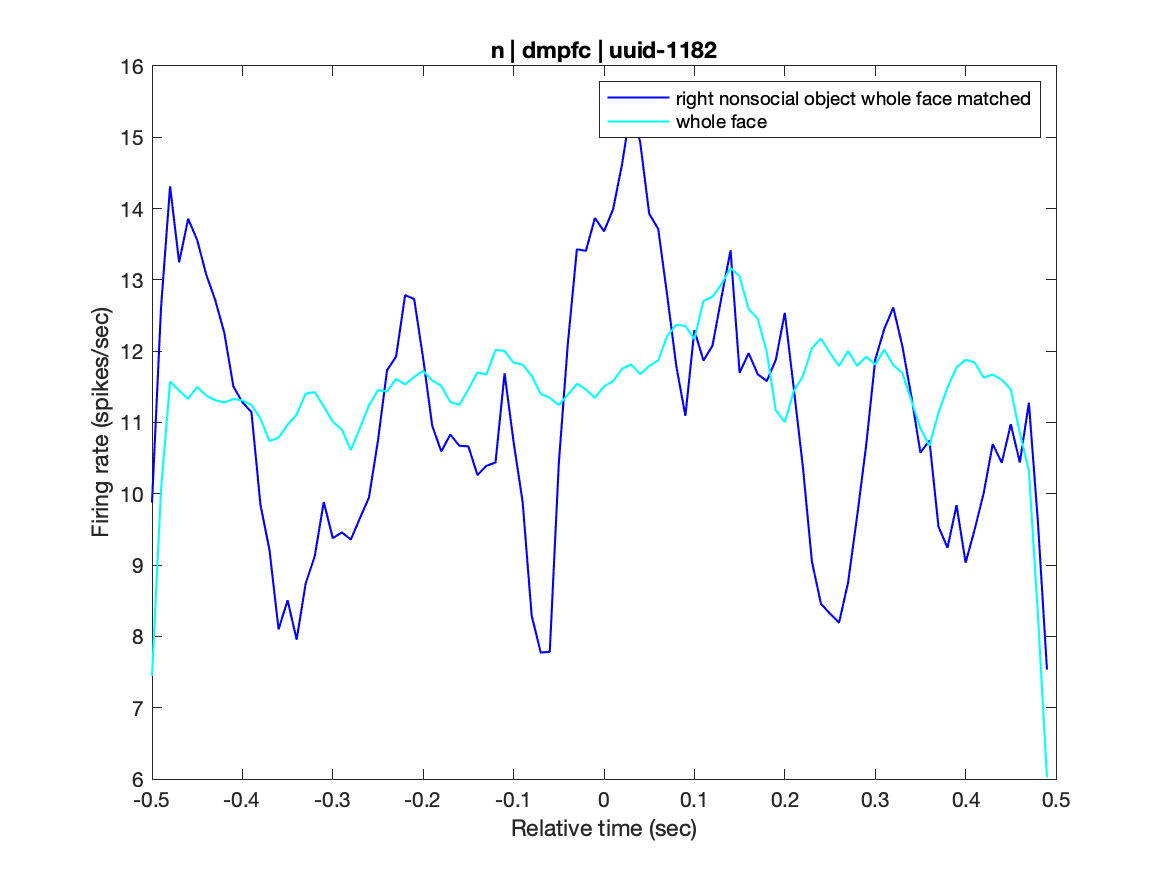 n | dmpfc | uuid-1182
16
right nonsocial object whole face matched
whole face
15
14
13
12
11
10
9
8
7
6
Firing rate (spikes/sec)
-0.5 -0.4 -0.3 -0.2 -0.1 0 0.1 0.2 0.3 0.4 0.5
Relative time (sec)